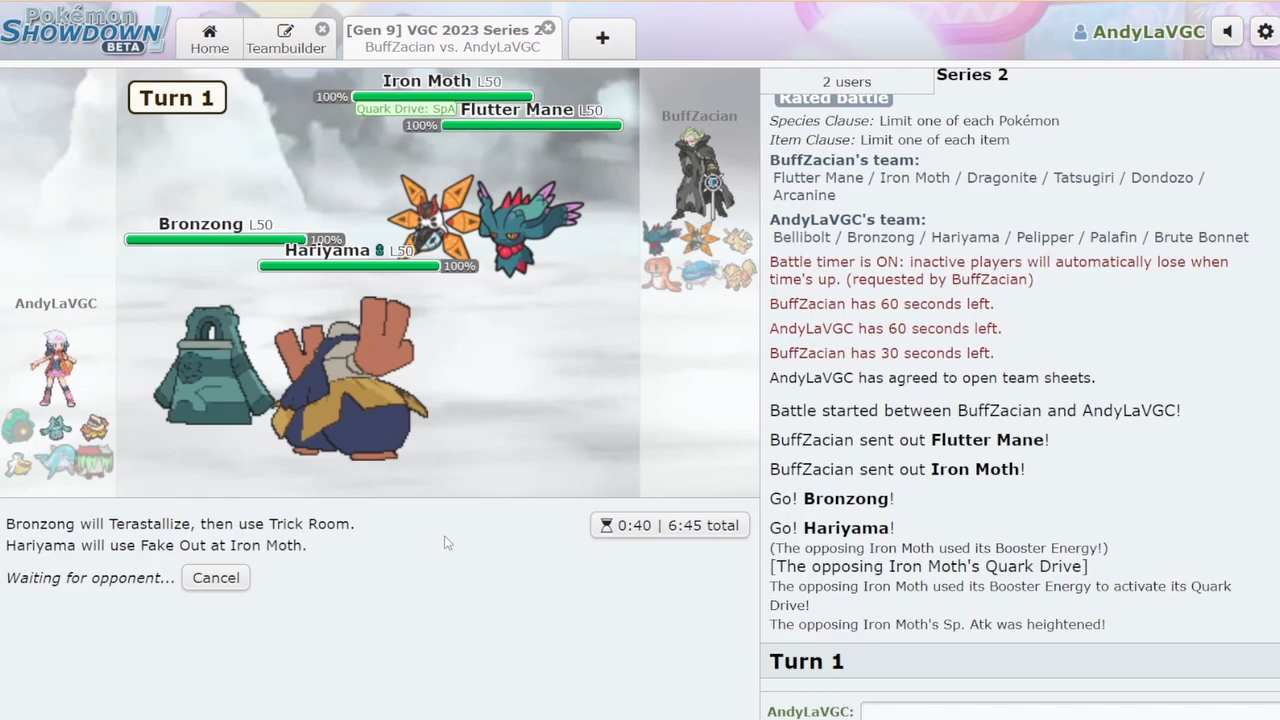 Pokémon
SHOWDOWN!
BETA
Home
Teambuilder
[Gen 9] VGC 2023 Series 2
BuffZacian vs. AndyLaVGC
+
AndyLaVGC
Turn 1
Iron Moth L50
100%
Quark Drive: SpA
Flutter Mane L50
100%
BuffZacian
Bronzong L50
100%
Hariyama L50
100%
AndyLaVGC
Bronzong will Terastallize, then use Trick Room.
Hariyama will use Fake Out at Iron Moth.
Waiting for opponent... Cancel
0:40 | 6:45 total
2 users
Series 2
Rated battle
Species Clause: Limit one of each Pokémon
Item Clause: Limit one of each item
BuffZacian's team:
Flutter Mane / Iron Moth / Dragonite / Tatsugiri / Dondozo /
Arcanine
AndyLaVGC's team:
Bellibolt / Bronzong / Hariyama / Pelipper / Palafin / Brute Bonnet
Battle timer is ON: inactive players will automatically lose when
time's up. (requested by BuffZacian)
BuffZacian has 60 seconds left.
AndyLaVGC has 60 seconds left.
BuffZacian has 30 seconds left.
AndyLaVGC has agreed to open team sheets.
Battle started between BuffZacian and AndyLaVGC!
BuffZacian sent out Flutter Mane!
BuffZacian sent out Iron Moth!
Go! Bronzong!
Go! Hariyama!
(The opposing Iron Moth used its Booster Energy!)
[The opposing Iron Moth's Quark Drive]
The opposing Iron Moth used its Booster Energy to activate its Quark
Drive!
The opposing Iron Moth's Sp. Atk was heightened!
Turn 1
AndyLaVGC: